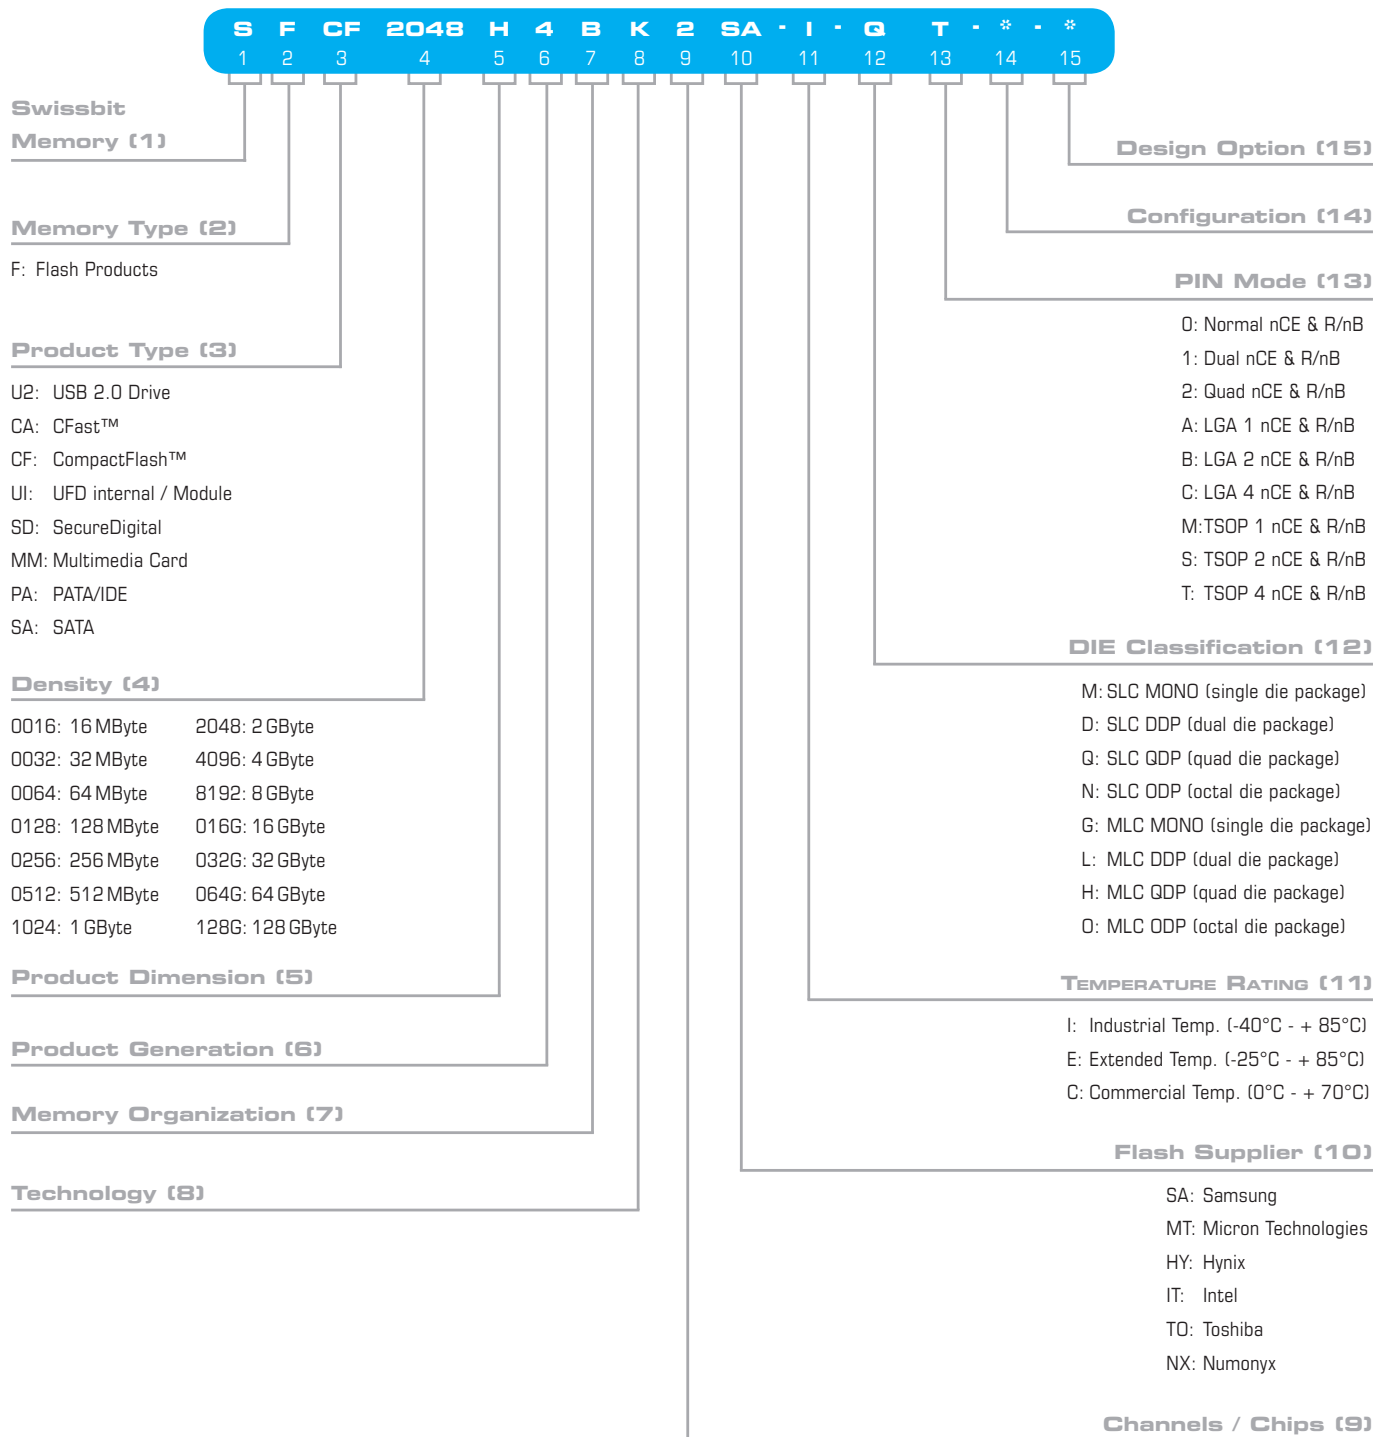 S F CF 2048 H 4 B K 2 SA - I - Q T - * - *
1 2 3 4 5 6 7 8 9 10 11 12 13 14 15
Swissbit
Memory (1)
Memory Type (2)
F: Flash Products
Product Type (3)
U2: USB 2.0 Drive
CA: CFast™
CF: CompactFlash™
UI: UFD internal / Module
SD: SecureDigital
MM: Multimedia Card
PA: PATA/IDE
SA: SATA
Density (4)
0016: 16 MByte 2048: 2 GByte
0032: 32 MByte 4096: 4 GByte
0064: 64 MByte 8192: 8 GByte
0128: 128 MByte 016G: 16 GByte
0256: 256 MByte 032G: 32 GByte
0512: 512 MByte 064G: 64 GByte
1024: 1 GByte 128G: 128 GByte
Product Dimension (5)
Product Generation (6)
Memory Organization (7)
Technology (8)
Design Option (15)
Configuration (14)
PIN Mode (13)
0: Normal nCE & R/nB
1: Dual nCE & R/nB
2: Quad nCE & R/nB
A: LGA 1 nCE & R/nB
B: LGA 2 nCE & R/nB
C: LGA 4 nCE & R/nB
M:TSOP 1 nCE & R/nB
S: TSOP 2 nCE & R/nB
T: TSOP 4 nCE & R/nB
DIE Classification (12)
M: SLC MONO (single die package)
D: SLC DDP (dual die package)
Q: SLC QDP (quad die package)
N: SLC ODP (octal die package)
G: MLC MONO (single die package)
L: MLC DDP (dual die package)
H: MLC QDP (quad die package)
O: MLC ODP (octal die package)
TEMPERATURE RATING (11)
I: Industrial Temp. (-40°C - + 85°C)
E: Extended Temp. (-25°C - + 85°C)
C: Commercial Temp. (0°C - + 70°C)
Flash Supplier (10)
SA: Samsung
MT: Micron Technologies
HY: Hynix
IT: Intel
TO: Toshiba
NX: Numonyx
Channels / Chips (9)